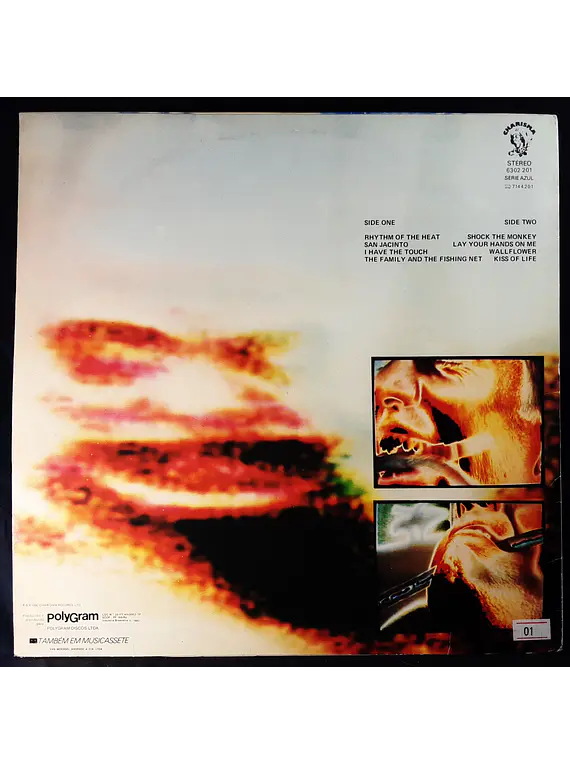 CHARISMA
STEREO
6302 201
SERIE AZUL
SIDE ONE
RHYTHM OF THE HEAT
SAN JACINTO
I HAVE THE TOUCH
THE FAMILY AND THE FISHING NET
SIDE TWO
SHOCK THE MONKEY
LAY YOUR HANDS ON ME
WALLFLOWER
KISS OF LIFE
polyGram
POLYGRAM DISCOS LTDA.
TAMBÉM EM MUSICASSETE
01